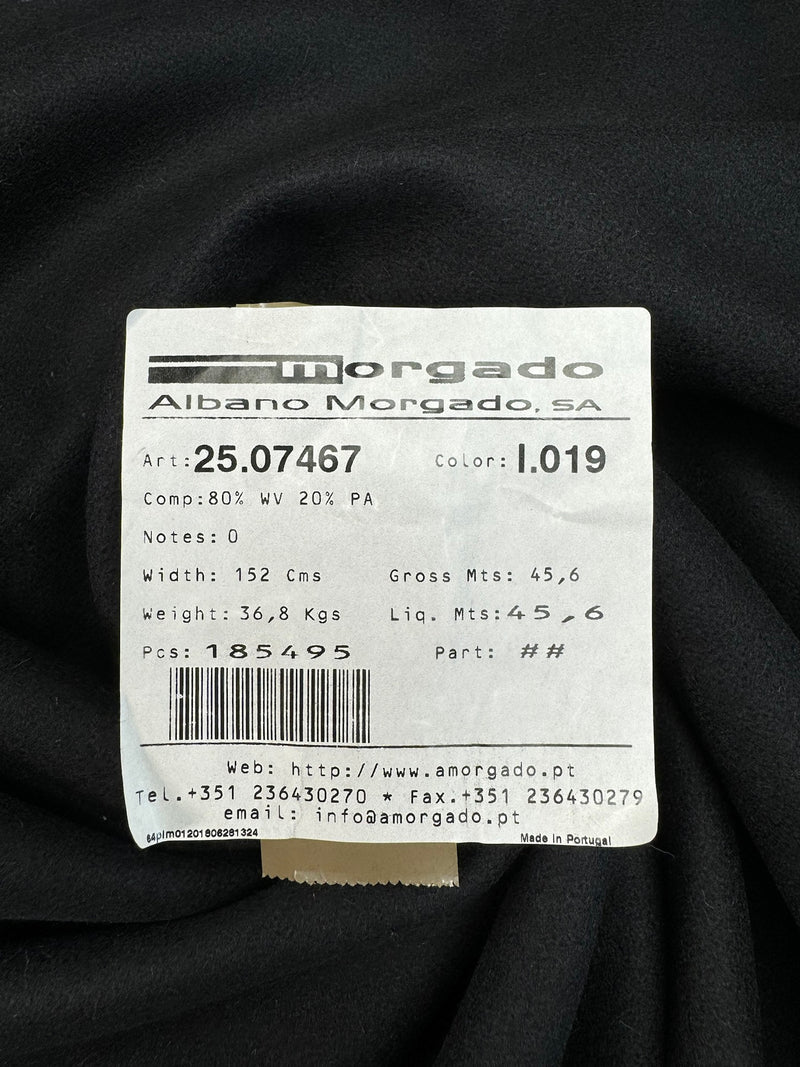 morgado
Albano Morgado, SA
Art: 25.07467 Color: I.019
Comp:80% WV 20% PA
Notes: 0
Width: 152 Cms Gross Mts: 45,6
Weight: 36,8 Kgs Liq. Mts: 45,6
Pcs: 185495 Part: ##
Web: http://www.amorgado.pt
Tel.+351 236430270 * Fax.+351 236430279
email: info@amorgado.pt
Made in Portugal